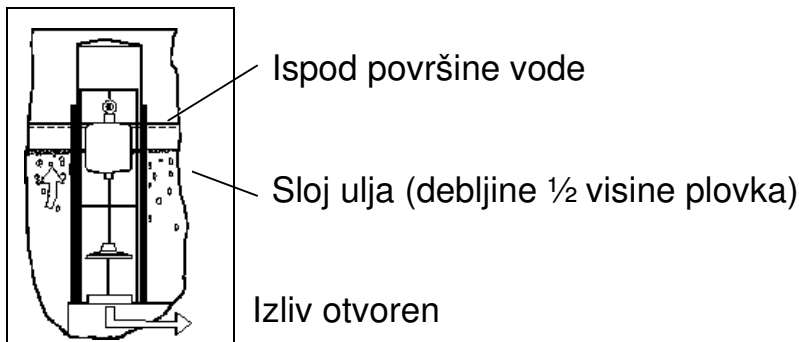 Ispod površine vode
Sloj ulja (debljine ½ visine plovka)
Izliv otvoren